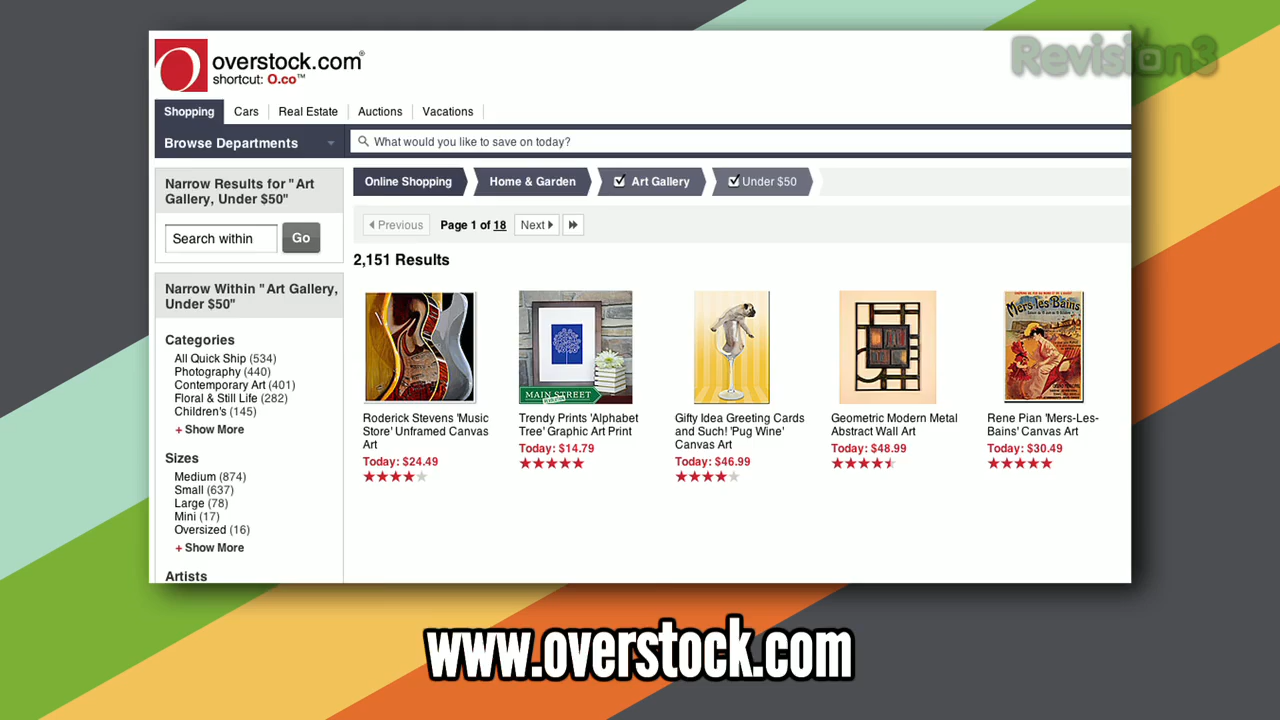 Revision3
overstock.com®
shortcut: O.co™
Shopping
Cars
Real Estate
Auctions
Vacations
Browse Departments
What would you like to save on today?
Narrow Results for "Art
Gallery, Under $50"
Search within
Go
Online Shopping
Home & Garden
Art Gallery
Under $50
Previous
Page 1 of 18
Next
2,151 Results
Narrow Within "Art Gallery,
Under $50"
Categories
All Quick Ship (534)
Photography (440)
Contemporary Art (401)
Floral & Still Life (282)
Children's (145)
+ Show More
Sizes
Medium (874)
Small (637)
Large (78)
Mini (17)
Oversized (16)
+ Show More
Artists
Roderick Stevens 'Music
Store' Unframed Canvas
Art
Today: $24.49
MAIN STREET
Trendy Prints 'Alphabet
Tree' Graphic Art Print
Today: $14.79
Gifty Idea Greeting Cards
and Such! 'Pug Wine'
Canvas Art
Today: $46.99
Geometric Modern Metal
Abstract Wall Art
Today: $48.99
Mers-les-Bains
Rene Pian 'Mers-Les-
Bains' Canvas Art
Today: $30.49
www.overstock.com